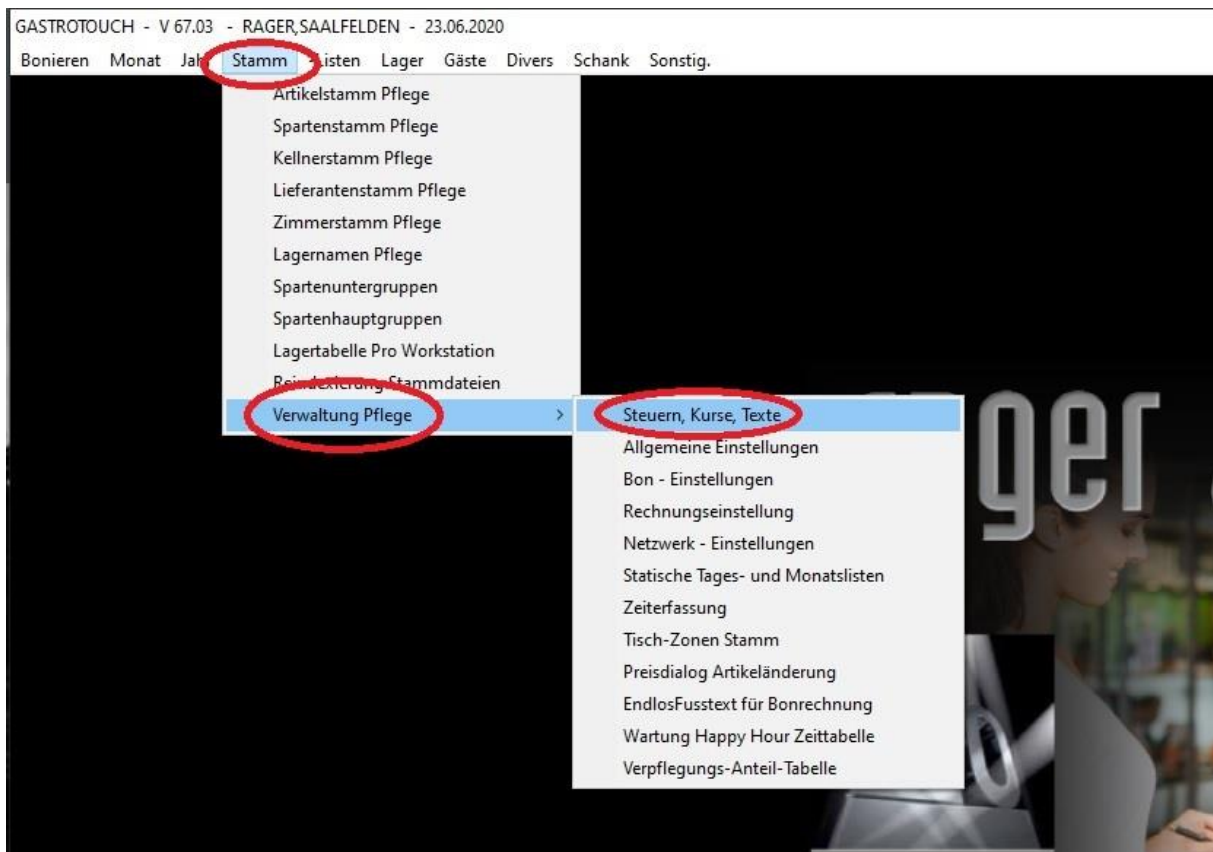 GASTROTOUCH - V 67.03 - RAGER,SAALFELDEN - 23.06.2020
Bonieren Monat Jahr Stamm Listen Lager Gäste Divers Schank Sonstig.
Artikelstamm Pflege
Spartenstamm Pflege
Kellnerstamm Pflege
Lieferantenstamm Pflege
Zimmerstamm Pflege
Lagernamen Pflege
Spartenuntergruppen
Spartenhauptgruppen
Lagertabelle Pro Workstation
Reindexierung Stammdateien
Verwaltung Pflege >
Steuern, Kurse, Texte
Allgemeine Einstellungen
Bon - Einstellungen
Rechnungseinstellung
Netzwerk - Einstellungen
Statische Tages- und Monatslisten
Zeiterfassung
Tisch-Zonen Stamm
Preisdialog Artikeländerung
EndlosFusstext für Bonrechnung
Wartung Happy Hour Zeittabelle
Verpflegungs-Anteil-Tabelle